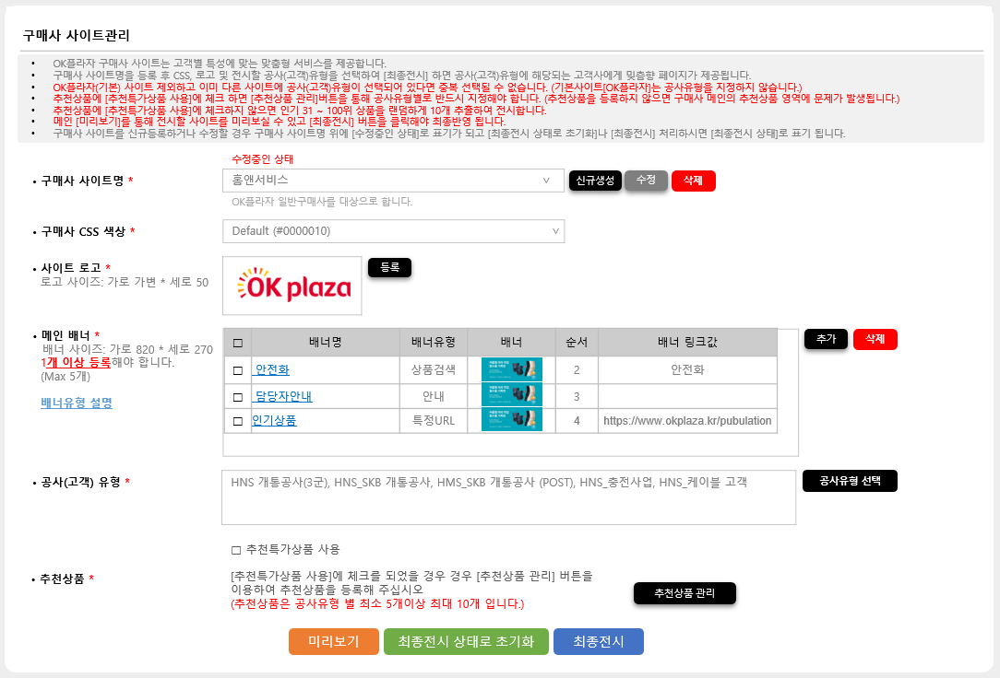 구매사 사이트관리
• OK플라자 구매사 사이트는 고객별 특성에 맞는 맞춤형 서비스를 제공합니다.
• 구매사 사이트명을 등록 후 CSS, 로고 및 전시할 공사(고객)유형을 선택하여 [최종전시] 하면 공사(고객)유형에 해당되는 고객사에게 맞춤향 페이지가 제공됩니다.
• OK플라자(기본) 사이트 제외하고 이미 다른 사이트에 공사(고객)유형이 선택되어 있다면 중복 선택될 수 없습니다. (기본사이트[OK플라자]는 공사유형을 지정하지 않습니다.)
• 추천상품에 [추천특가상품 사용]에 체크 하면 [추천상품 관리]버튼을 통해 공사유형별로 반드시 지정해야 합니다. (추천상품을 등록하지 않으면 구매사 메인의 추천상품 영역에 문제가 발생됩니다.)
• 추천상품에 [추천특가상품 사용]에 체크하지 않으면 인기 31 ~ 100위 상품을 랜덤하게 10개 추출하여 전시합니다.
• 메인 [미리보기]를 통해 전시할 사이트를 미리보실 수 있고 [최종전시] 버튼을 클릭해야 최종반영 됩니다.
• 구매사 사이트를 신규등록하거나 수정할 경우 구매사 사이트명 위에 [수정중인 상태]로 표기가 되고 [최종전시 상태로 초기화]나 [최종전시] 처리하시면 [최종전시 상태]로 표기 됩니다.
수정중인 상태
• 구매사 사이트명 * 홈앤서비스 신규생성 수정 삭제
OK플라자 일반구매사를 대상으로 합니다.
• 구매사 CSS 색상 * Default (#0000010)
• 사이트 로고 * OK plaza 등록
로고 사이즈: 가로 가변 * 세로 50
• 메인 배너 * 추가 삭제
배너 사이즈: 가로 820 * 세로 270
1개 이상 등록해야 합니다.
(Max 5개)
배너유형 설명
배너명 배너유형 배너 순서 배너 링크값
안전화 상품검색 2 안전화
담당자안내 안내 3
인기상품 특정URL 4 https://www.okplaza.kr/pubulation
• 공사(고객) 유형 * HNS 개통공사(3군), HNS_SKB 개통공사, HMS_SKB 개통공사 (POST), HNS_충전사업, HNS_케이블 고객 공사유형 선택
추천특가상품 사용
• 추천상품 *
[추천특가상품 사용]에 체크를 되었을 경우 경우 [추천상품 관리] 버튼을
이용하여 추천상품을 등록해 주십시오
(추천상품은 공사유형 별 최소 5개이상 최대 10개 입니다.)
추천상품 관리
미리보기 최종전시 상태로 초기화 최종전시